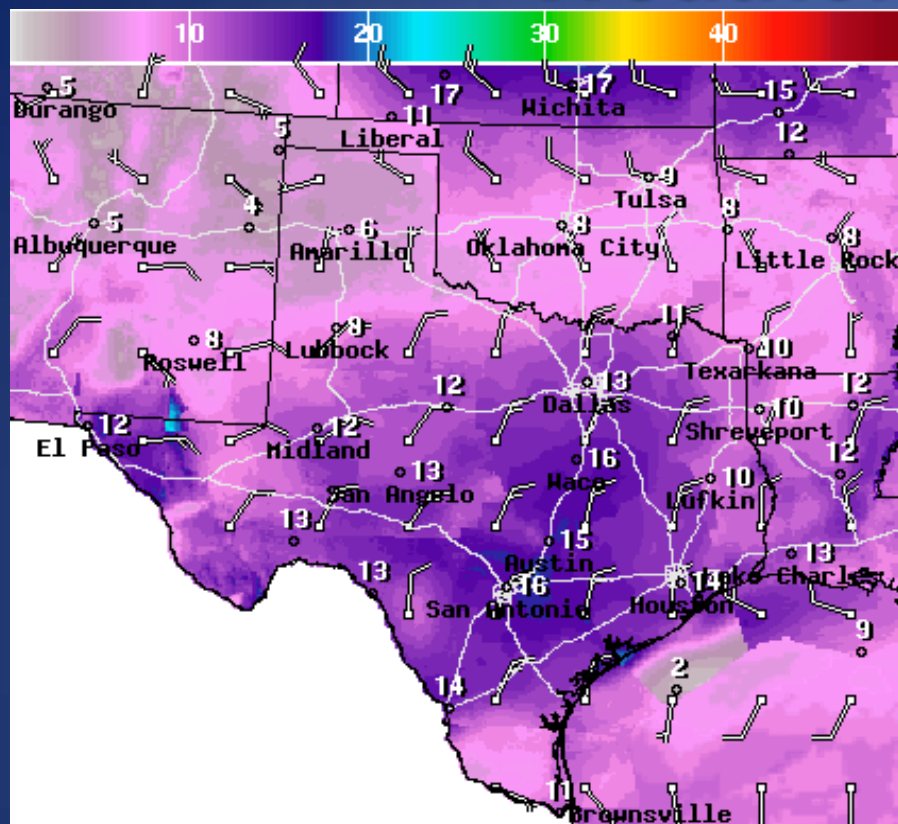 10 20 30 40
5 17 17 15
Durango Wichita
11
Liberal
5 12
9
Tulsa
5 4 6 8 8 8
Albuquerque Amarillo Oklahoma City Little Rock
8 9 11
Roswell Lubbock 10
Texarkana
13
Dallas
12 12
10
12 12 Shreveport
El Paso Midland
13 16 10 12
San Angelo Waco Lufkin
13 15 13
Austin
Lake Charles
13 16 14
San Antonio Houston
9
2
14
11
Brownsville